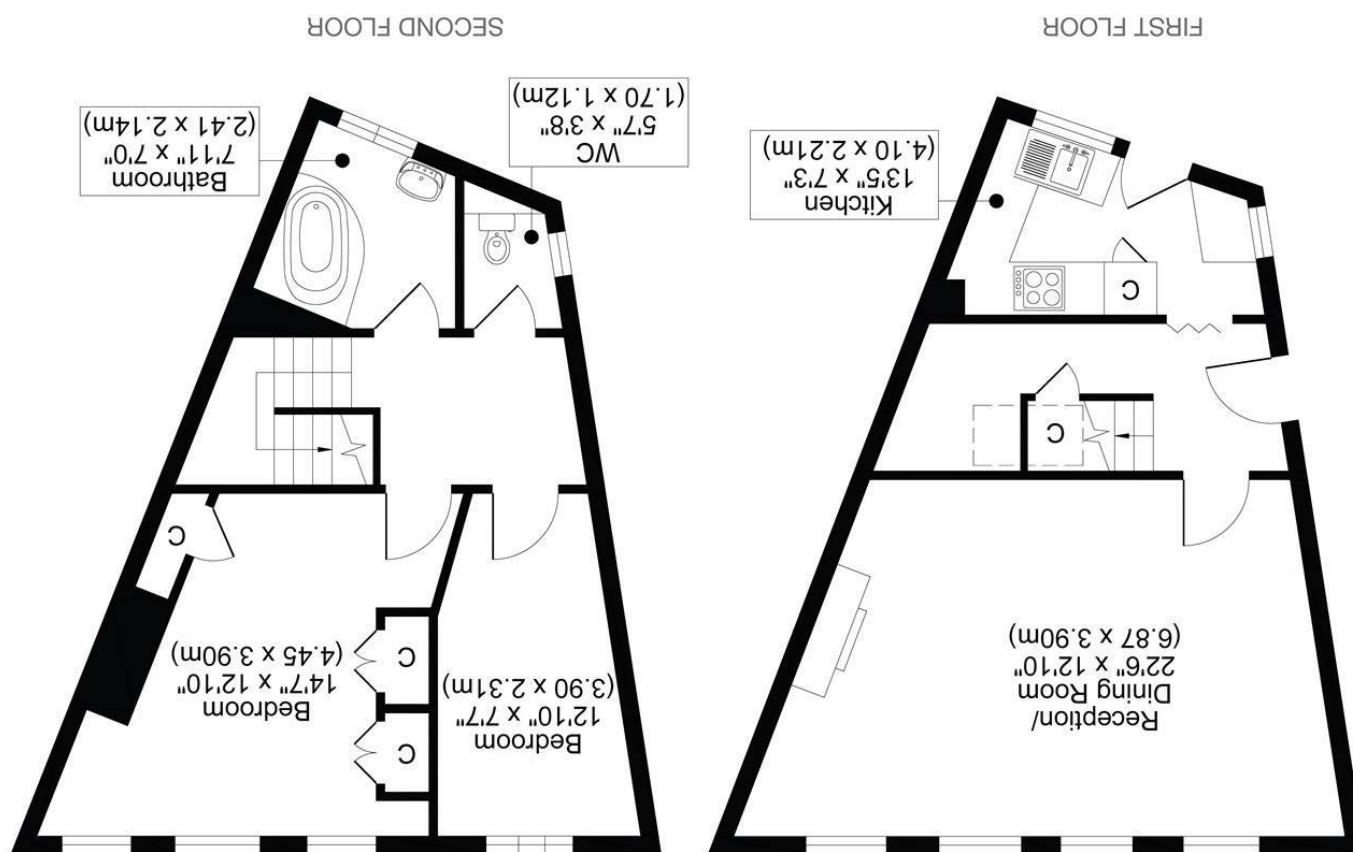 Reception/
Dining Room
22'6" x 12'10"
(6.87 x 3.90m)
C
C
Kitchen
13'5" x 7'3"
(4.10 x 2.21m)
FIRST FLOOR
Bedroom
12'10" x 7'7"
(3.90 x 2.31m)
C
C
Bedroom
14'7" x 12'10"
(4.45 x 3.90m)
C
WC
5'7" x 3'8"
(1.70 x 1.12m)
Bathroom
7'11" x 7'0"
(2.41 x 2.14m)
SECOND FLOOR